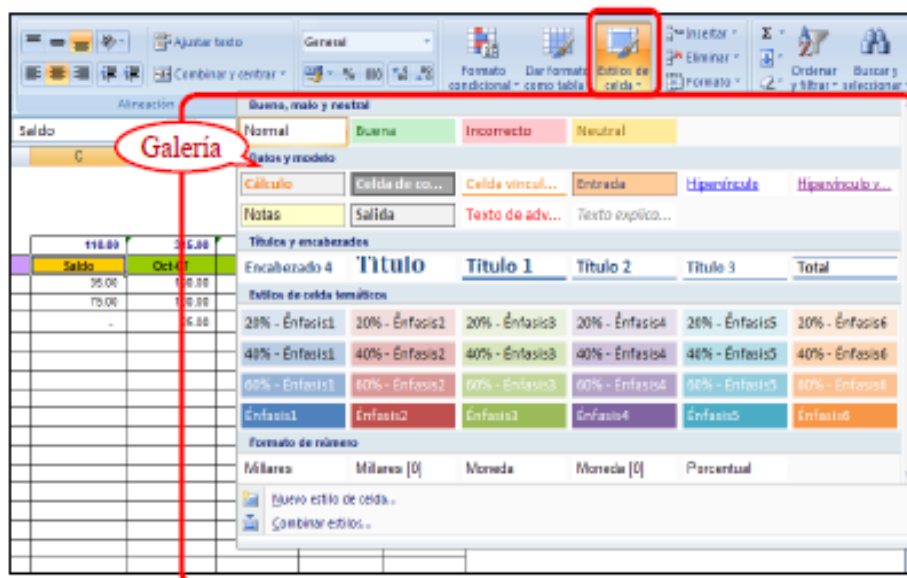 Ajustar texto General Insertar Σ
Combinar y centrar % 000 Formato condicional Dar formato como tabla Estilos de celda Eliminar Formato Ordenar y filtrar Buscar y seleccionar
Alineación
Saldo
C
Galería
Bueno, malo y neutral
Normal Buena Incorrecto Neutral
Datos y modelo
Cálculo Celda de co... Celda vincul... Entrada Hipervínculo Hipervínculo v...
Notas Salida Texto de adv... Texto explica...
110.00
Títulos y encabezados
Saldo Encabezado 4 Título Título 1 Título 2 Título 3 Total
Estilos de celda temáticos
20% - Énfasis1 20% - Énfasis2 20% - Énfasis3 20% - Énfasis4 20% - Énfasis5 20% - Énfasis6
40% - Énfasis1 40% - Énfasis2 40% - Énfasis3 40% - Énfasis4 40% - Énfasis5 40% - Énfasis6
60% - Énfasis1 60% - Énfasis2 60% - Énfasis3 60% - Énfasis4 60% - Énfasis5 60% - Énfasis6
Énfasis1 Énfasis2 Énfasis3 Énfasis4 Énfasis5 Énfasis6
Formato de número
Millares Millares [0] Moneda Moneda [0] Porcentual
Nuevo estilo de celda...
Combinar estilos...